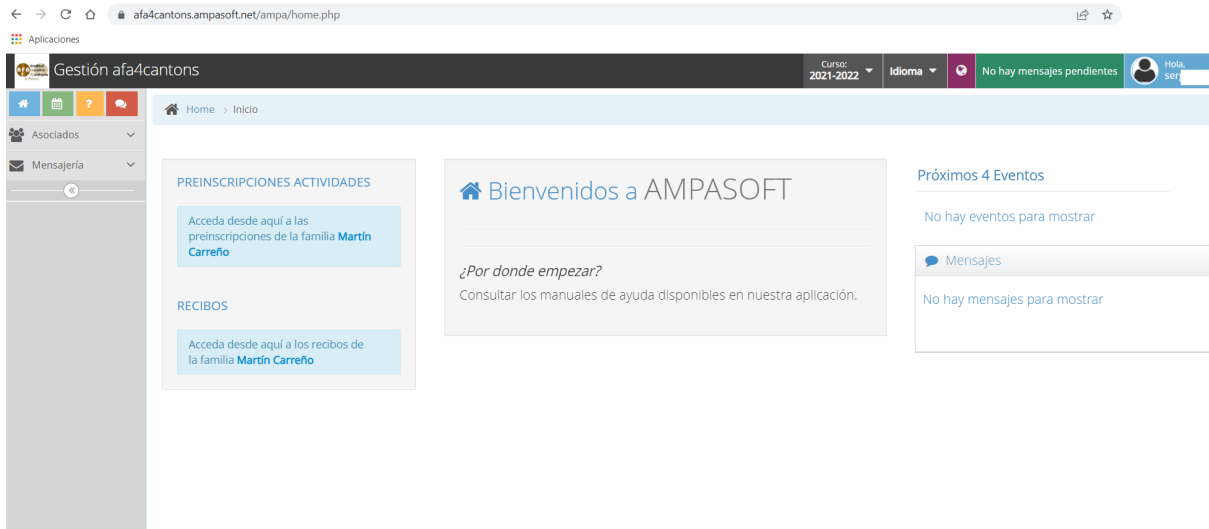 afa4cantons.ampasoft.net/ampa/home.php
Aplicaciones
Gestión afa4cantons
Curso:
2021-2022
Idioma
No hay mensajes pendientes
Hola,
ser
Home > Inicio
Asociados
Mensajería
PREINSCRIPCIONES ACTIVIDADES
Acceda desde aquí a las
preinscripciones de la familia Martín
Carreño
RECIBOS
Acceda desde aquí a los recibos de
la familia Martín Carreño
Bienvenidos a AMPASOFT
¿Por donde empezar?
Consultar los manuales de ayuda disponibles en nuestra aplicación.
Próximos 4 Eventos
No hay eventos para mostrar
Mensajes
No hay mensajes para mostrar